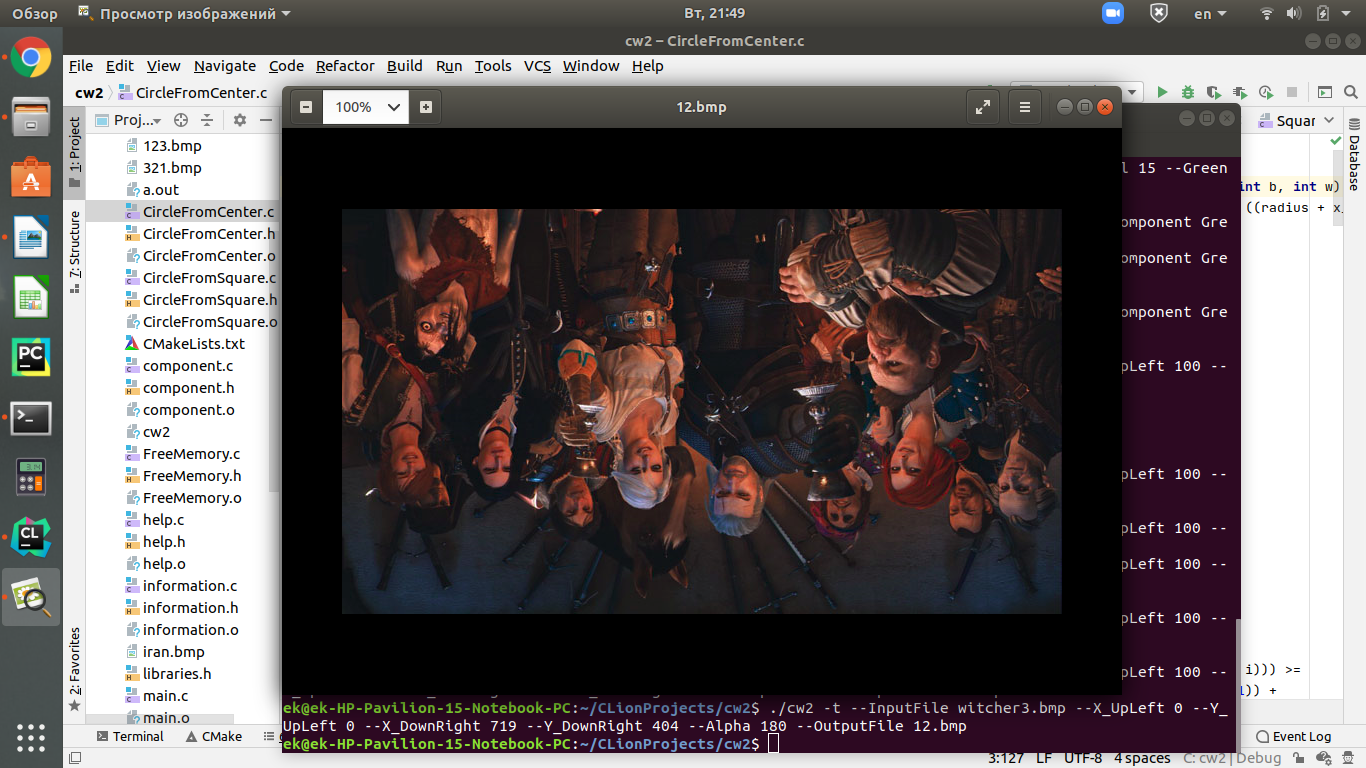 Обзор Просмотр изображений Вт, 21:49 en
cw2 – CircleFromCenter.c
File Edit View Navigate Code Refactor Build Run Tools VCS Window Help
cw2 CircleFromCenter.c
100% 12.bmp
1: Project
Proj...
Squar
Database
123.bmp
321.bmp
a.out
CircleFromCenter.c
CircleFromCenter.h
CircleFromCenter.o
CircleFromSquare.c
CircleFromSquare.h
CircleFromSquare.o
CMakeLists.txt
component.c
component.h
component.o
cw2
FreeMemory.c
FreeMemory.h
FreeMemory.o
help.c
help.h
help.o
information.c
information.h
information.o
iran.bmp
libraries.h
main.c
main.o
7: Structure
2: Favorites
l 15 --Green
int b, int w)
((radius + x_
omponent Gre
omponent Gre
omponent Gre
pLeft 100 --
pLeft 100 --
pLeft 100 --
pLeft 100 --
pLeft 100 --
pLeft 100 --
i))) >=
)) +
ek@ek-HP-Pavilion-15-Notebook-PC:~/CLionProjects/cw2$ ./cw2 -t --InputFile witcher3.bmp --X_UpLeft 0 --Y_
UpLeft 0 --X_DownRight 719 --Y_DownRight 404 --Alpha 180 --OutputFile 12.bmp
ek@ek-HP-Pavilion-15-Notebook-PC:~/CLionProjects/cw2$
Terminal CMake Event Log
3:127 LF UTF-8 4 spaces C: cw2 | Debug